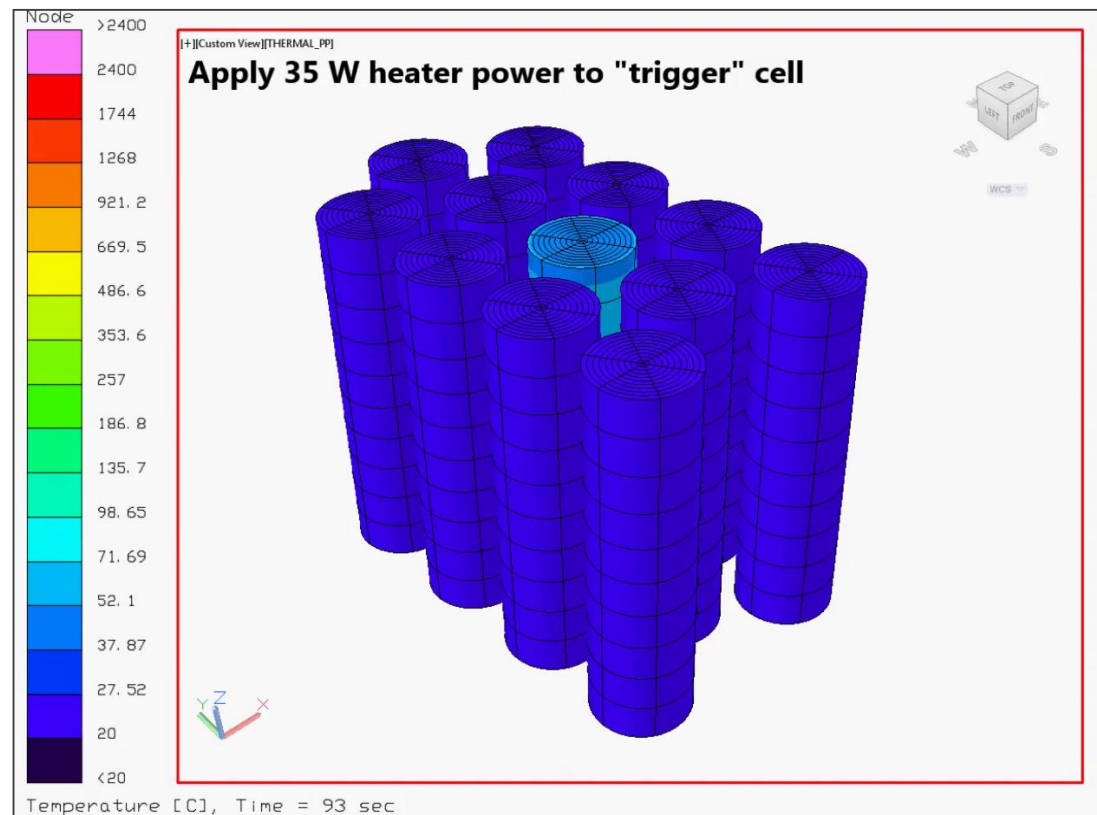 Node
>2400
2400
1744
1268
921.2
669.5
486.6
353.6
257
186.8
135.7
98.65
71.69
52.1
37.87
27.52
20
<20
Temperature [C], Time = 93 sec
[+][Custom View][THERMAL_PP]
Apply 35 W heater power to "trigger" cell
TOP
LEFT
FRONT
W
S
WCS
Y
Z
X